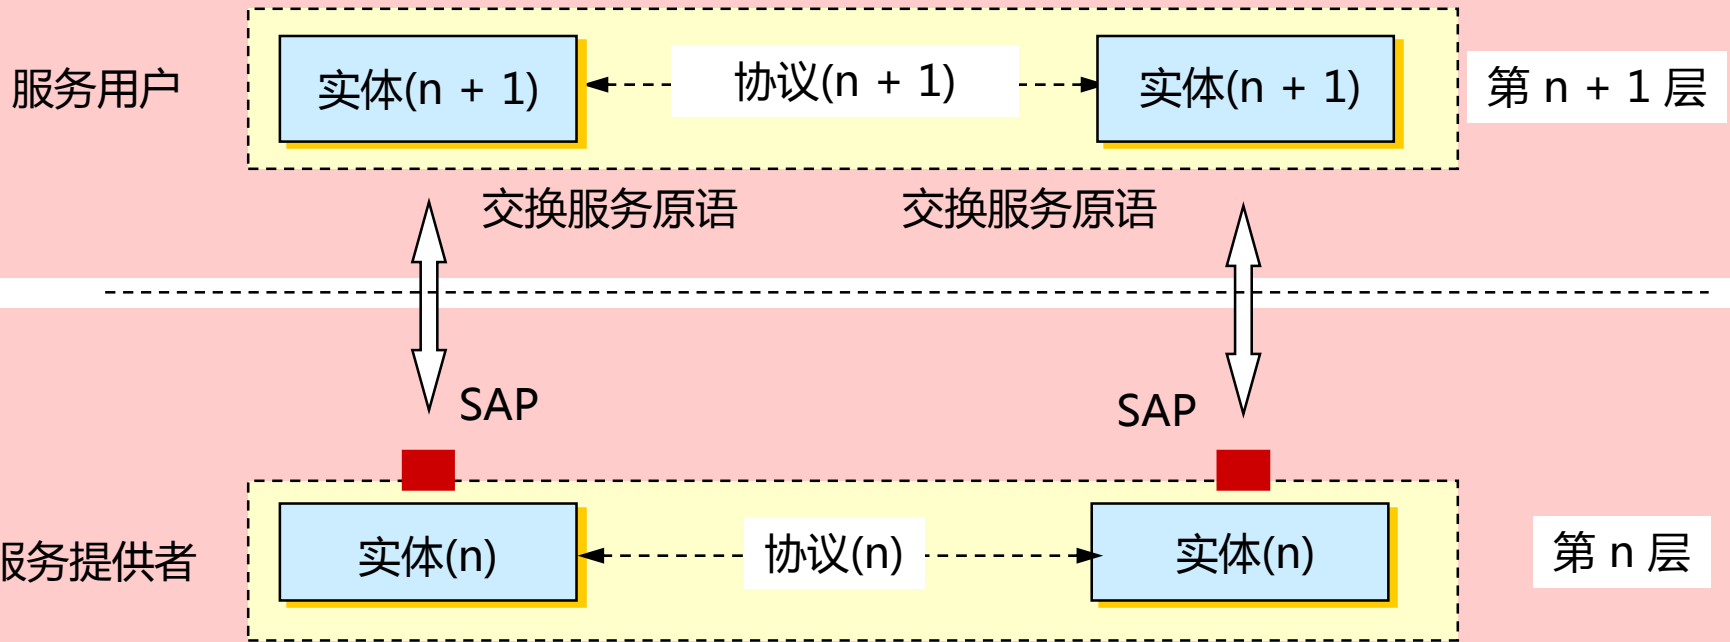 服务用户
实体(n + 1)
协议(n + 1)
实体(n + 1)
第 n + 1 层
交换服务原语
交换服务原语
SAP
SAP
服务提供者
实体(n)
协议(n)
实体(n)
第 n 层